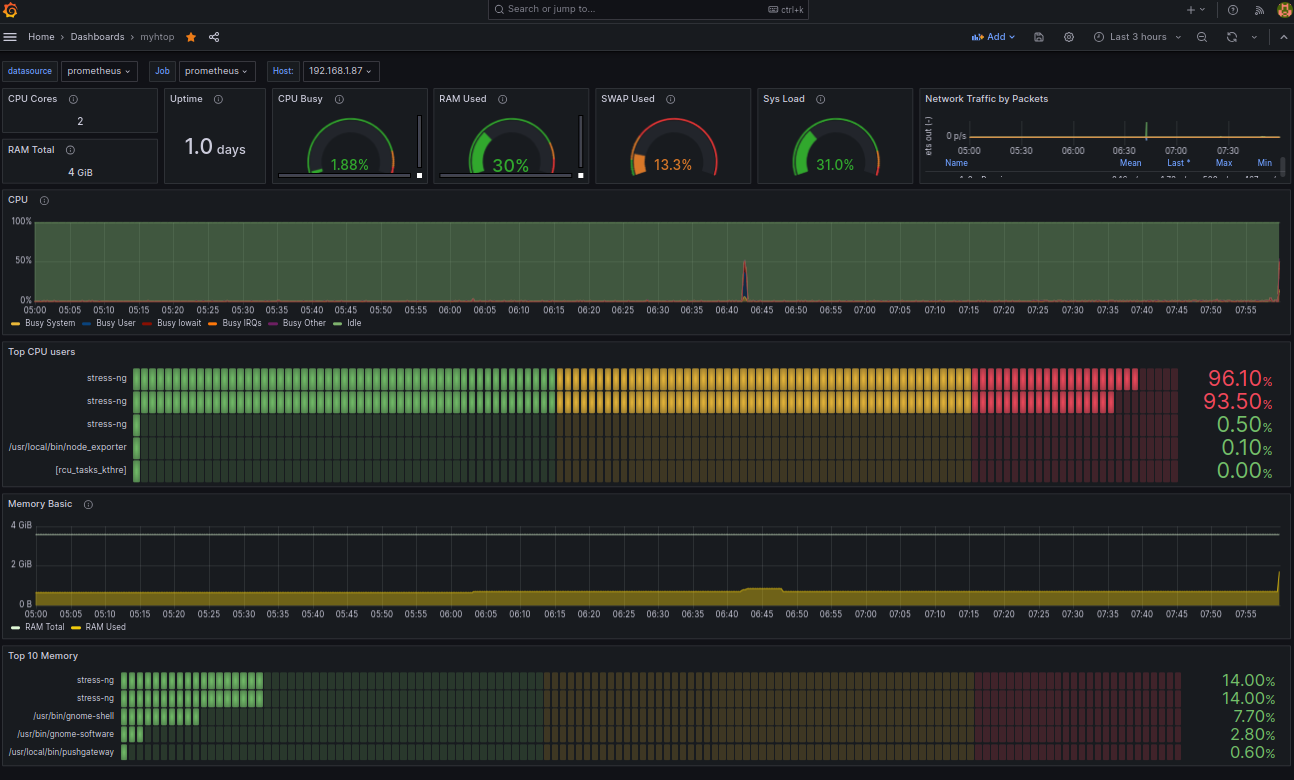 Search or jump to...
ctrl+k
Home › Dashboards › myhtop
Add
Last 3 hours
datasource prometheus Job prometheus Host: 192.168.1.87
CPU Cores
2
RAM Total
4 GiB
Uptime
1.0 days
CPU Busy
1.88%
RAM Used
30%
SWAP Used
13.3%
Sys Load
31.0%
Network Traffic by Packets
ets out (-)
0 p/s
05:00 05:30 06:00 06:30 07:00 07:30
Name Mean Last * Max Min
CPU
100%
50%
0%
05:00 05:05 05:10 05:15 05:20 05:25 05:30 05:35 05:40 05:45 05:50 05:55 06:00 06:05 06:10 06:15 06:20 06:25 06:30 06:35 06:40 06:45 06:50 06:55 07:00 07:05 07:10 07:15 07:20 07:25 07:30 07:35 07:40 07:45 07:50 07:55
Busy System Busy User Busy Iowait Busy IRQs Busy Other Idle
Top CPU users
stress-ng 96.10%
stress-ng 93.50%
stress-ng 0.50%
/usr/local/bin/node_exporter 0.10%
[rcu_tasks_kthre] 0.00%
Memory Basic
4 GiB
2 GiB
0 B
05:00 05:05 05:10 05:15 05:20 05:25 05:30 05:35 05:40 05:45 05:50 05:55 06:00 06:05 06:10 06:15 06:20 06:25 06:30 06:35 06:40 06:45 06:50 06:55 07:00 07:05 07:10 07:15 07:20 07:25 07:30 07:35 07:40 07:45 07:50 07:55
RAM Total RAM Used
Top 10 Memory
stress-ng 14.00%
stress-ng 14.00%
/usr/bin/gnome-shell 7.70%
/usr/bin/gnome-software 2.80%
/usr/local/bin/pushgateway 0.60%